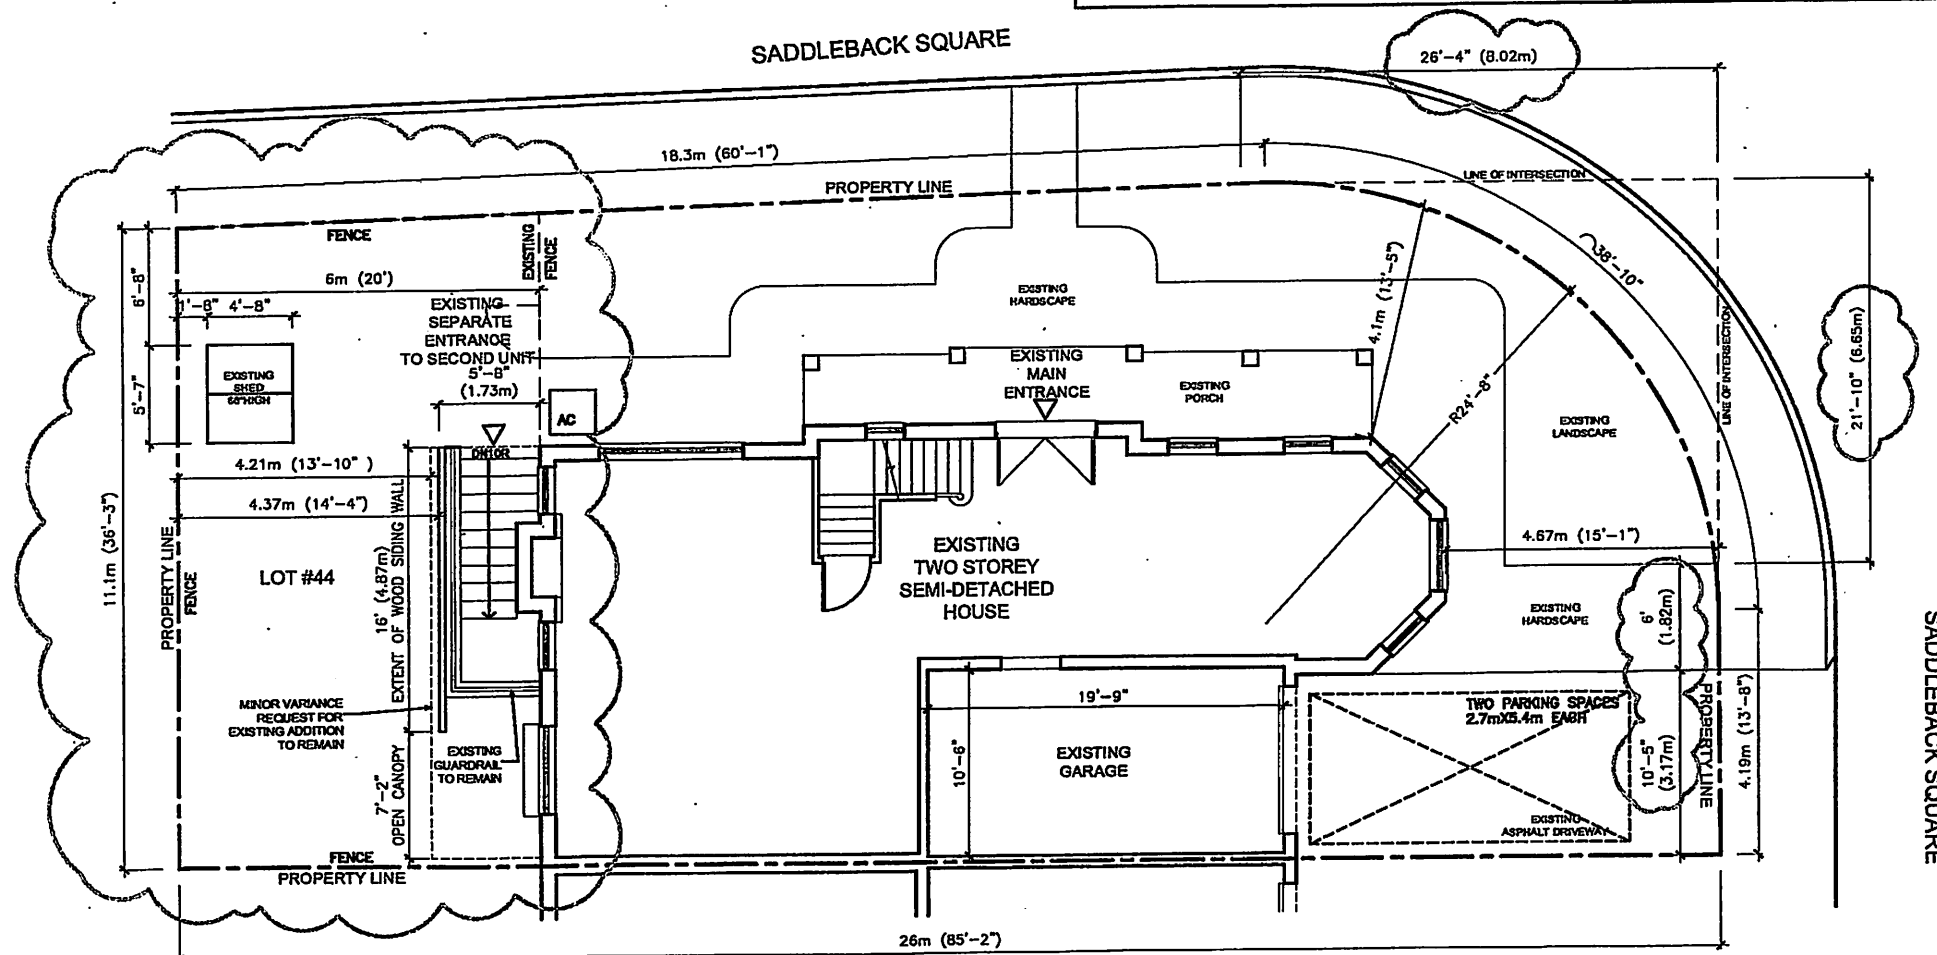 SADDLEBACK SQUARE
26'-4" (8.02m)
18.3m (60'-1")
PROPERTY LINE
LINE OF INTERSECTION
FENCE
EXISTING
FENCE
6m (20')
6'-8"
1'-8" 4'-8"
EXISTING
SEPARATE
ENTRANCE
TO SECOND UNIT
5'-8"
(1.73m)
EXISTING
HARDSCAPE
4.1m (13'-5")
38'-10"
LINE OF INTERSECTION
21'-10" (6.65m)
5'-7"
EXISTING
SHED
AC
EXISTING
MAIN
ENTRANCE
EXISTING
PORCH
R24'-8"
EXISTING
LANDSCAPE
DN10R
4.21m (13'-10" )
4.37m (14'-4")
11.1m (36'-3")
PROPERTY LINE
FENCE
LOT #44
16' (4.87m)
EXTENT OF WOOD SIDING WALL
EXISTING
TWO STOREY
SEMI-DETACHED
HOUSE
4.67m (15'-1")
EXISTING
HARDSCAPE
6'
(1.82m)
SADDLEBACK SQUARE
MINOR VARIANCE
REQUEST FOR
EXISTING ADDITION
TO REMAIN
EXISTING
GUARDRAIL
TO REMAIN
7'-2"
OPEN CANOPY
19'-9"
10'-6"
EXISTING
GARAGE
TWO PARKING SPACES
2.7mX5.4m EACH
10'-5"
(3.17m)
PROPERTY LINE
4.19m (13'-8")
EXISTING
ASPHALT DRIVEWAY
FENCE
PROPERTY LINE
26m (85'-2")